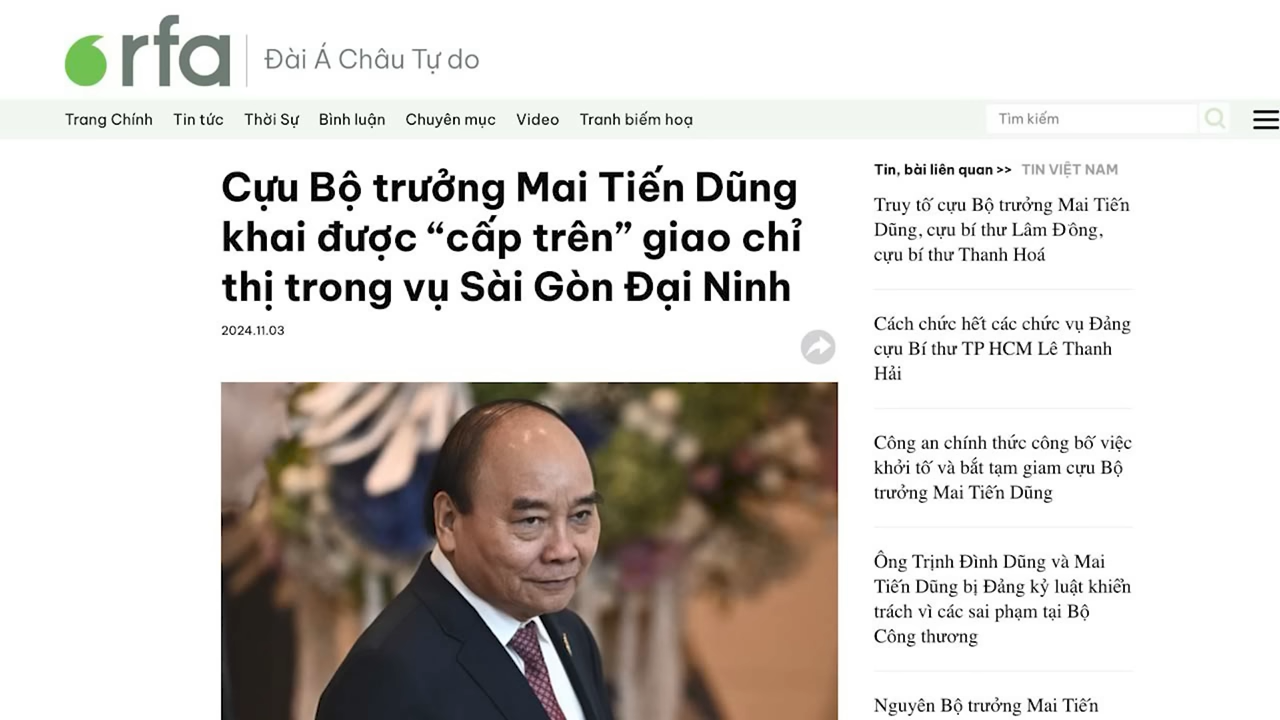 rfa
Đài Á Châu Tự do
Trang Chính Tin tức Thời Sự Bình luận Chuyên mục Video Tranh biếm hoạ
Tìm kiếm
Cựu Bộ trưởng Mai Tiến Dũng
khai được “cấp trên” giao chỉ
thị trong vụ Sài Gòn Đại Ninh
2024.11.03
Tin, bài liên quan >> TIN VIỆT NAM
Truy tố cựu Bộ trưởng Mai Tiến
Dũng, cựu bí thư Lâm Đồng,
cựu bí thư Thanh Hoá
Cách chức hết các chức vụ Đảng
cựu Bí thư TP HCM Lê Thanh
Hải
Công an chính thức công bố việc
khởi tố và bắt tạm giam cựu Bộ
trưởng Mai Tiến Dũng
Ông Trịnh Đình Dũng và Mai
Tiến Dũng bị Đảng kỷ luật khiển
trách vì các sai phạm tại Bộ
Công thương
Nguyên Bộ trưởng Mai Tiến